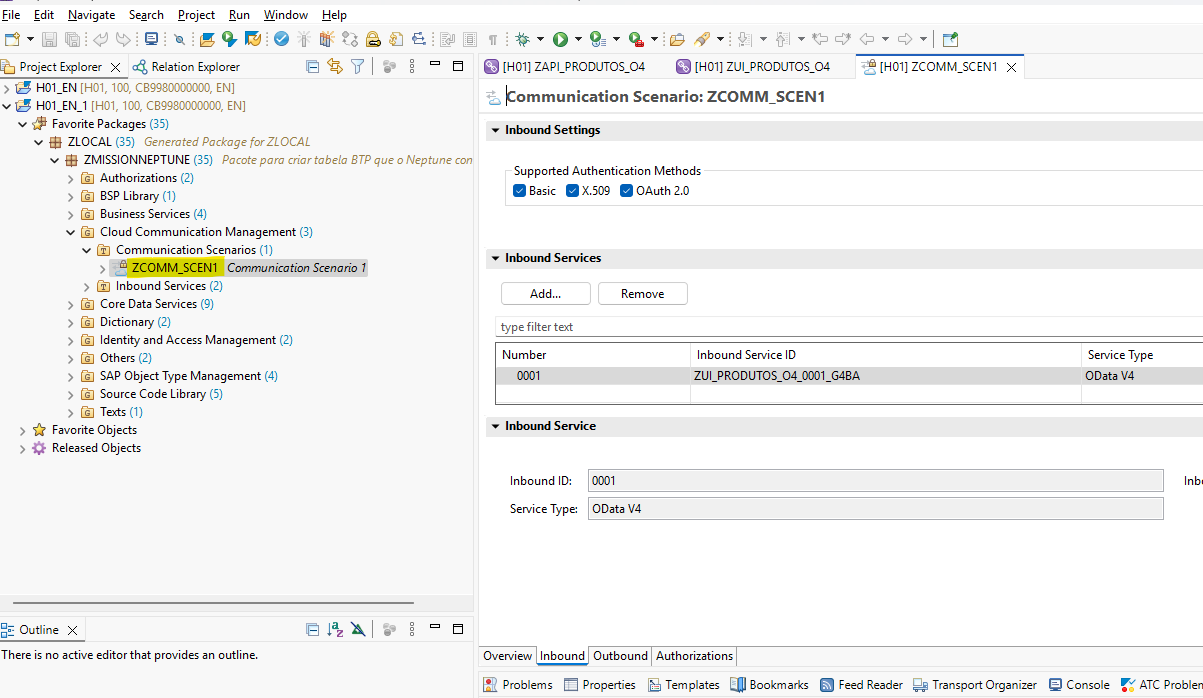 File Edit Navigate Search Project Run Window Help
Project Explorer
Relation Explorer
H01_EN [H01, 100, CB9980000000, EN]
H01_EN_1 [H01, 100, CB9980000000, EN]
Favorite Packages (35)
ZLOCAL (35) Generated Package for ZLOCAL
ZMISSIONNEPTUNE (35) Pacote para criar tabela BTP que o Neptune con
Authorizations (2)
BSP Library (1)
Business Services (4)
Cloud Communication Management (3)
Communication Scenarios (1)
ZCOMM_SCEN1 Communication Scenario 1
Inbound Services (2)
Core Data Services (9)
Dictionary (2)
Identity and Access Management (2)
Others (2)
SAP Object Type Management (4)
Source Code Library (5)
Texts (1)
Favorite Objects
Released Objects
Outline
There is no active editor that provides an outline.
[H01] ZAPI_PRODUTOS_O4
[H01] ZUI_PRODUTOS_O4
[H01] ZCOMM_SCEN1
Communication Scenario: ZCOMM_SCEN1
Inbound Settings
Supported Authentication Methods
Basic X.509 OAuth 2.0
Inbound Services
Add... Remove
type filter text
Number Inbound Service ID Service Type
0001 ZUI_PRODUTOS_O4_0001_G4BA OData V4
Inbound Service
Inbound ID: 0001 Inbo
Service Type: OData V4
Overview Inbound Outbound Authorizations
Problems Properties Templates Bookmarks Feed Reader Transport Organizer Console ATC Problem